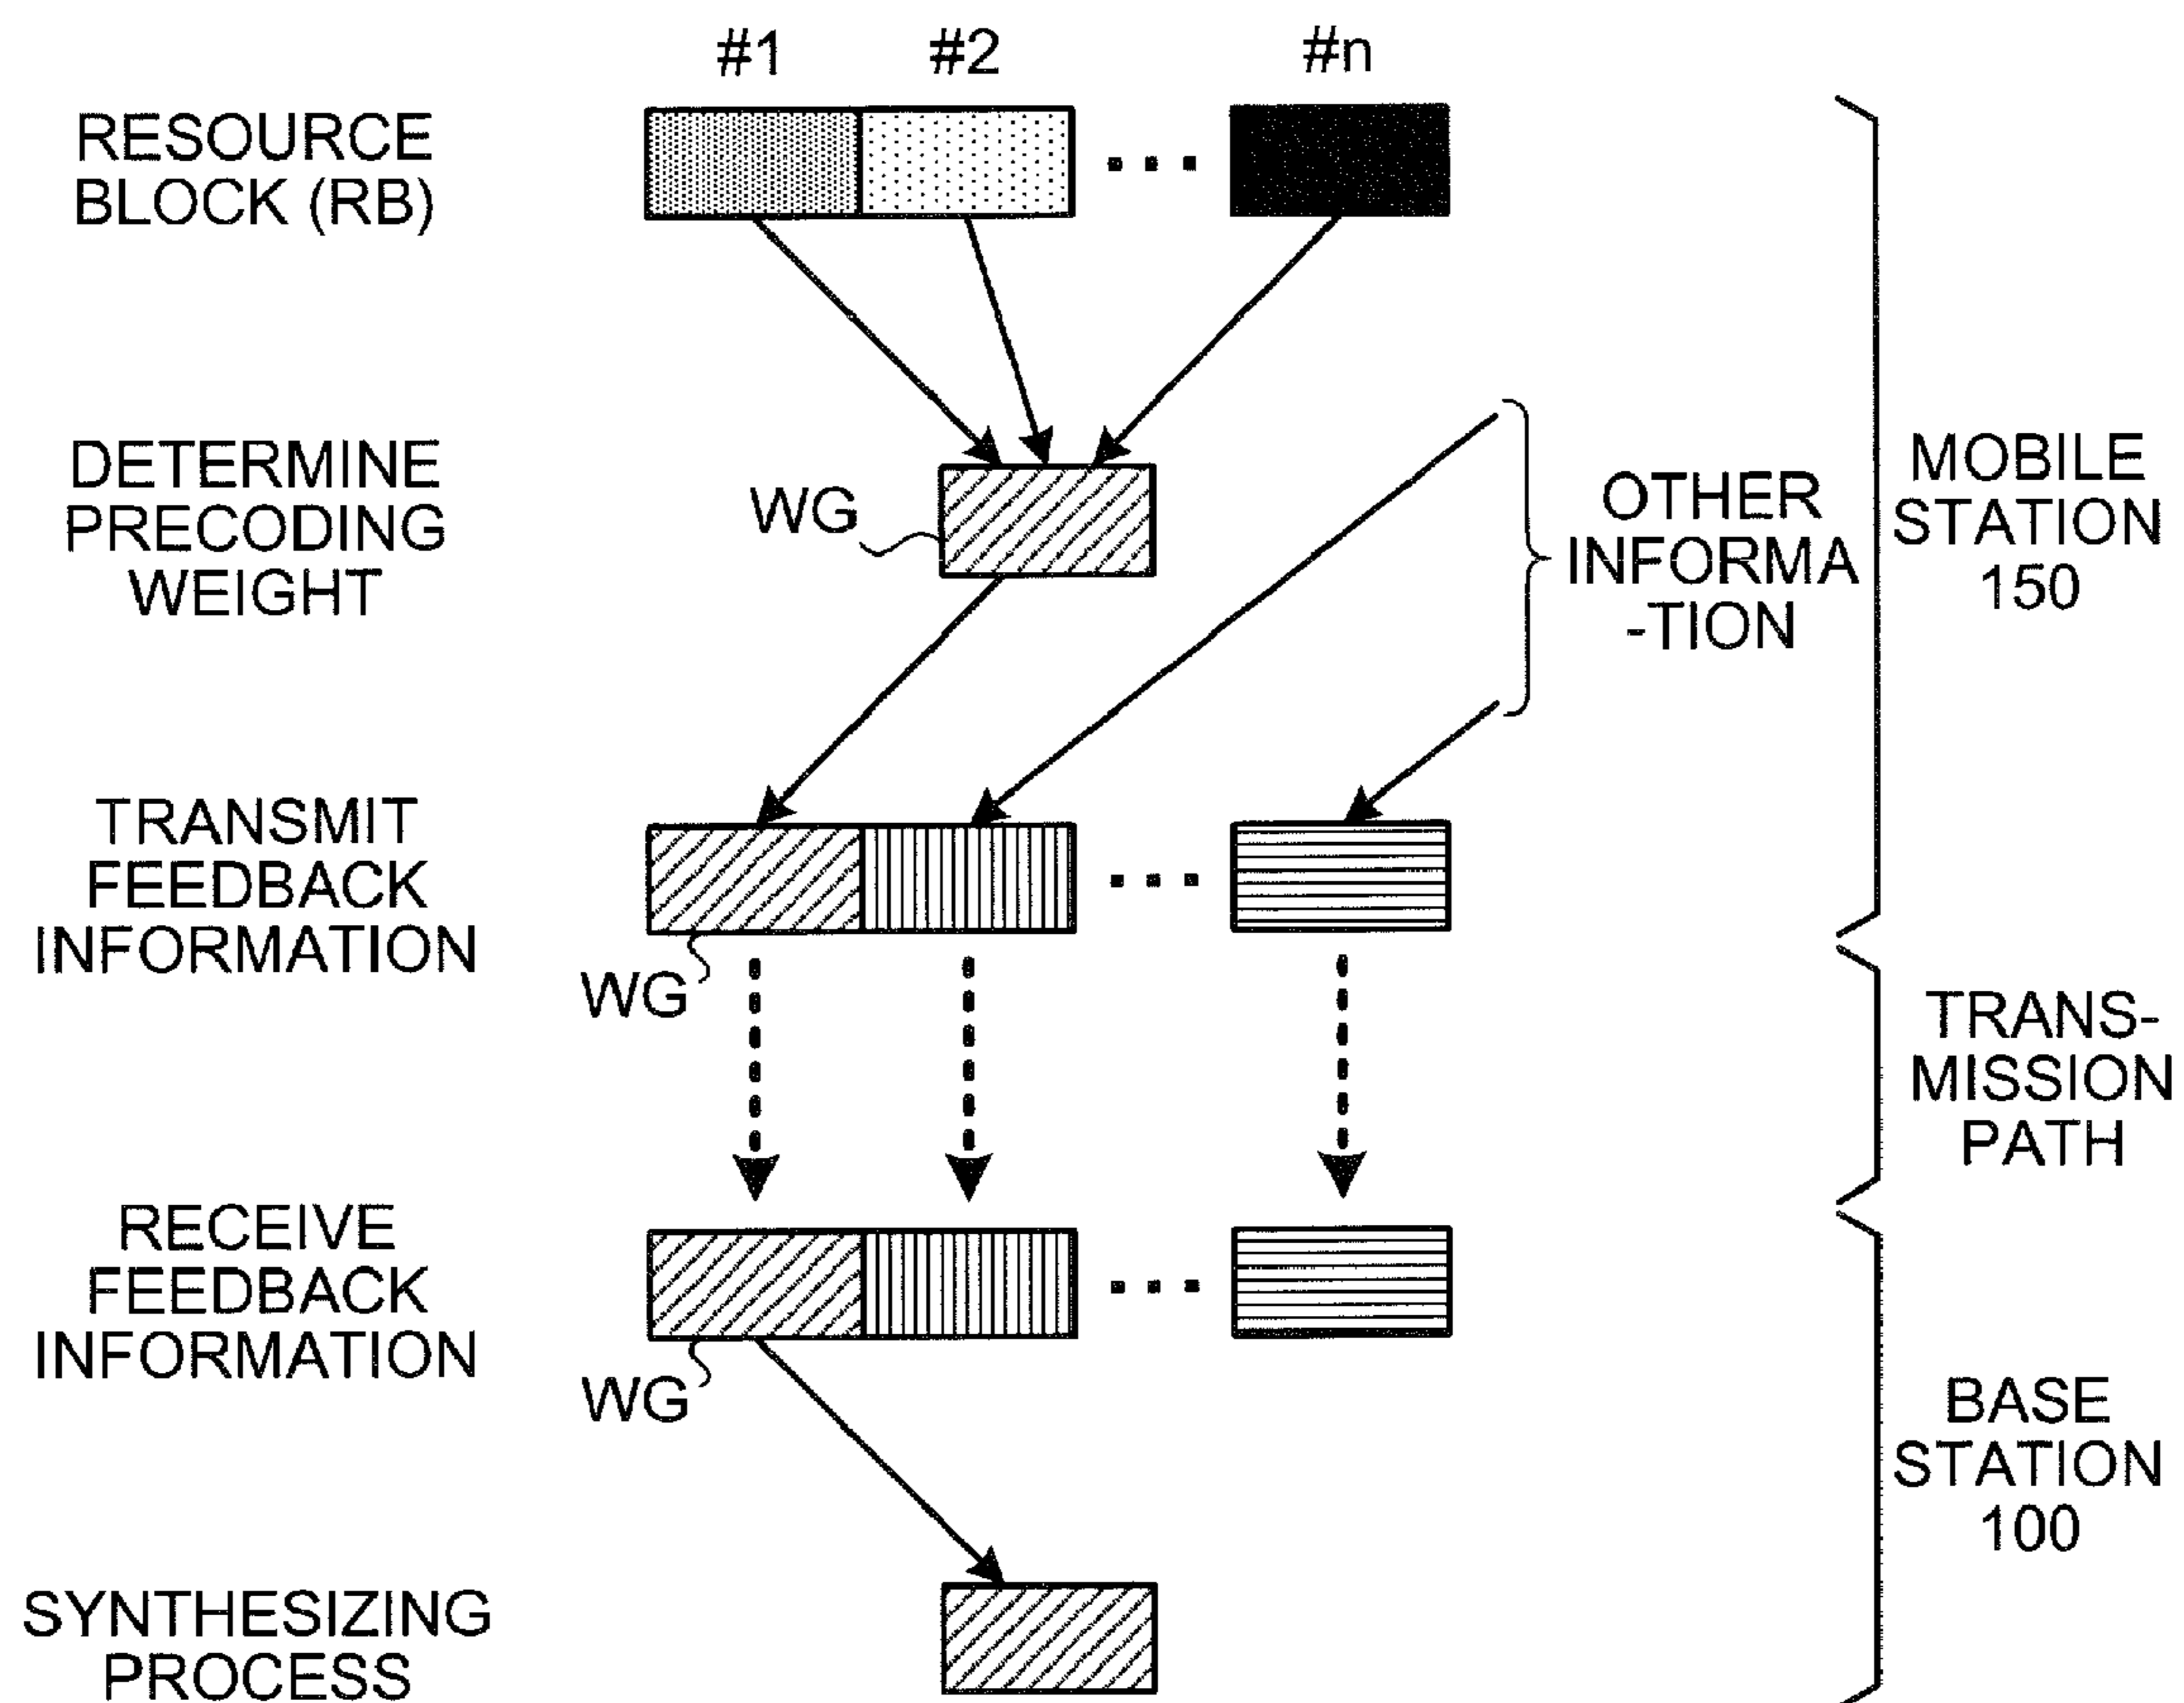 #1 #2 #n
RESOURCE
BLOCK (RB)
DETERMINE
PRECODING
WEIGHT
WG
OTHER
INFORMA
-TION
MOBILE
STATION
150
TRANSMIT
FEEDBACK
INFORMATION
WG
TRANS-
MISSION
PATH
RECEIVE
FEEDBACK
INFORMATION
WG
BASE
STATION
100
SYNTHESIZING
PROCESS